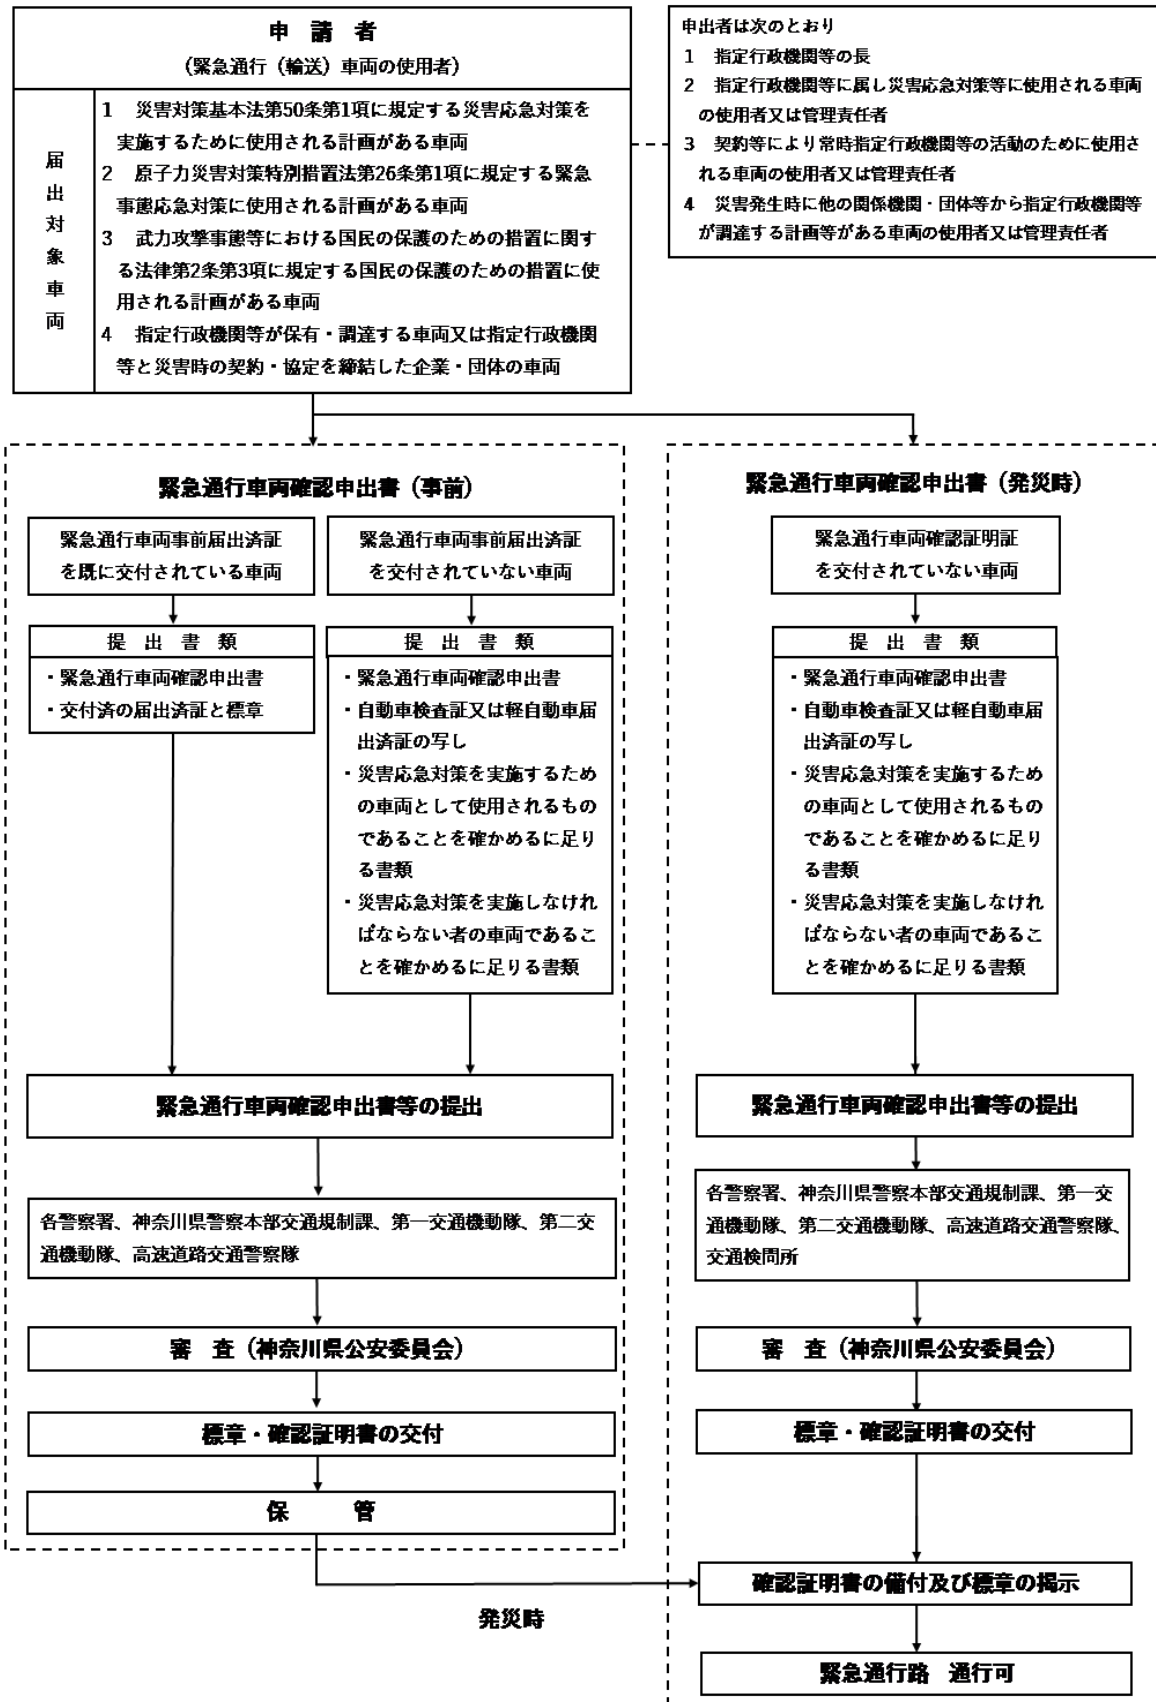 申　請　者
(緊急通行（輸送）車両の使用者)
届出対象車両
1　災害対策基本法第50条第1項に規定する災害応急対策を
実施するために使用される計画がある車両
2　原子力災害対策特別措置法第26条第1項に規定する緊急
事態応急対策に使用される計画がある車両
3　武力攻撃事態等における国民の保護のための措置に関す
る法律第2条第3項に規定する国民の保護のための措置に使
用される計画がある車両
4　指定行政機関等が保有・調達する車両又は指定行政機関
等と災害時の契約・協定を締結した企業・団体の車両
申出者は次のとおり
1　指定行政機関等の長
2　指定行政機関等に属し災害応急対策等に使用される車両
の使用者又は管理責任者
3　契約等により常時指定行政機関等の活動のために使用さ
れる車両の使用者又は管理責任者
4　災害発生時に他の関係機関・団体等から指定行政機関等
が調達する計画等がある車両の使用者又は管理責任者
緊急通行車両確認申出書（事前）
緊急通行車両事前届出済証
を既に交付されている車両
提　出　書　類
・緊急通行車両確認申出書
・交付済の届出済証と標章
緊急通行車両事前届出済証
を交付されていない車両
提　出　書　類
・緊急通行車両確認申出書
・自動車検査証又は軽自動車届
出済証の写し
・災害応急対策を実施するため
の車両として使用されるもの
であることを確かめるに足り
る書類
・災害応急対策を実施しなけれ
ばならない者の車両であるこ
とを確かめるに足りる書類
緊急通行車両確認申出書等の提出
各警察署、神奈川県警察本部交通規制課、第一交通機動隊、第二交
通機動隊、高速道路交通警察隊
審　査（神奈川県公安委員会）
標章・確認証明書の交付
保　　管
発災時
緊急通行車両確認申出書（発災時）
緊急通行車両確認証明証
を交付されていない車両
提　出　書　類
・緊急通行車両確認申出書
・自動車検査証又は軽自動車届
出済証の写し
・災害応急対策を実施するため
の車両として使用されるもの
であることを確かめるに足り
る書類
・災害応急対策を実施しなけれ
ばならない者の車両であるこ
とを確かめるに足りる書類
緊急通行車両確認申出書等の提出
各警察署、神奈川県警察本部交通規制課、第一交
通機動隊、第二交通機動隊、高速道路交通警察隊、
交通検問所
審　査（神奈川県公安委員会）
標章・確認証明書の交付
確認証明書の備付及び標章の掲示
緊急通行路　通行可